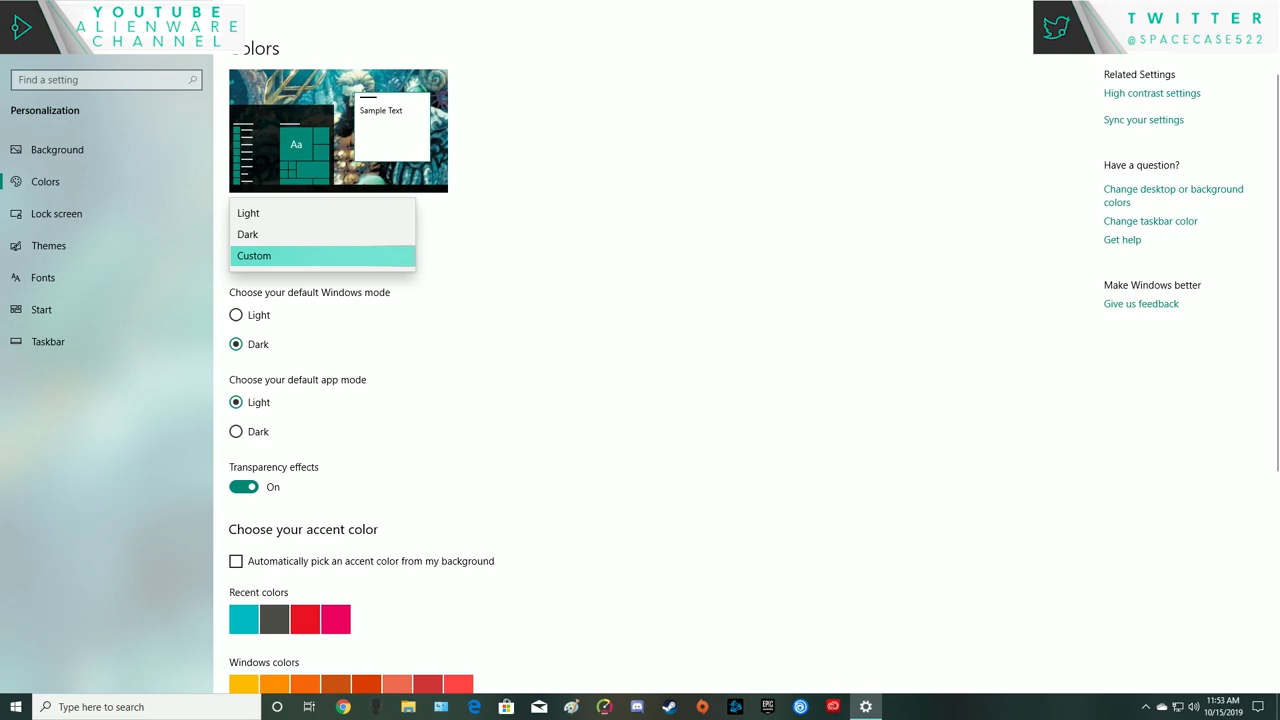 YOUTUBE
ALIENWARE
CHANNEL
TWITTER
@SPACECASE522
Colors
Find a setting
Personalization
Background
Colors
Lock screen
Themes
Fonts
Start
Taskbar
Sample Text
Aa
Light
Dark
Custom
Choose your default Windows mode
Light
Dark
Choose your default app mode
Light
Dark
Transparency effects
On
Choose your accent color
Automatically pick an accent color from my background
Recent colors
Windows colors
Related Settings
High contrast settings
Sync your settings
Have a question?
Change desktop or background
colors
Change taskbar color
Get help
Make Windows better
Give us feedback
Type here to search
EPIC
11:53 AM
10/15/2019